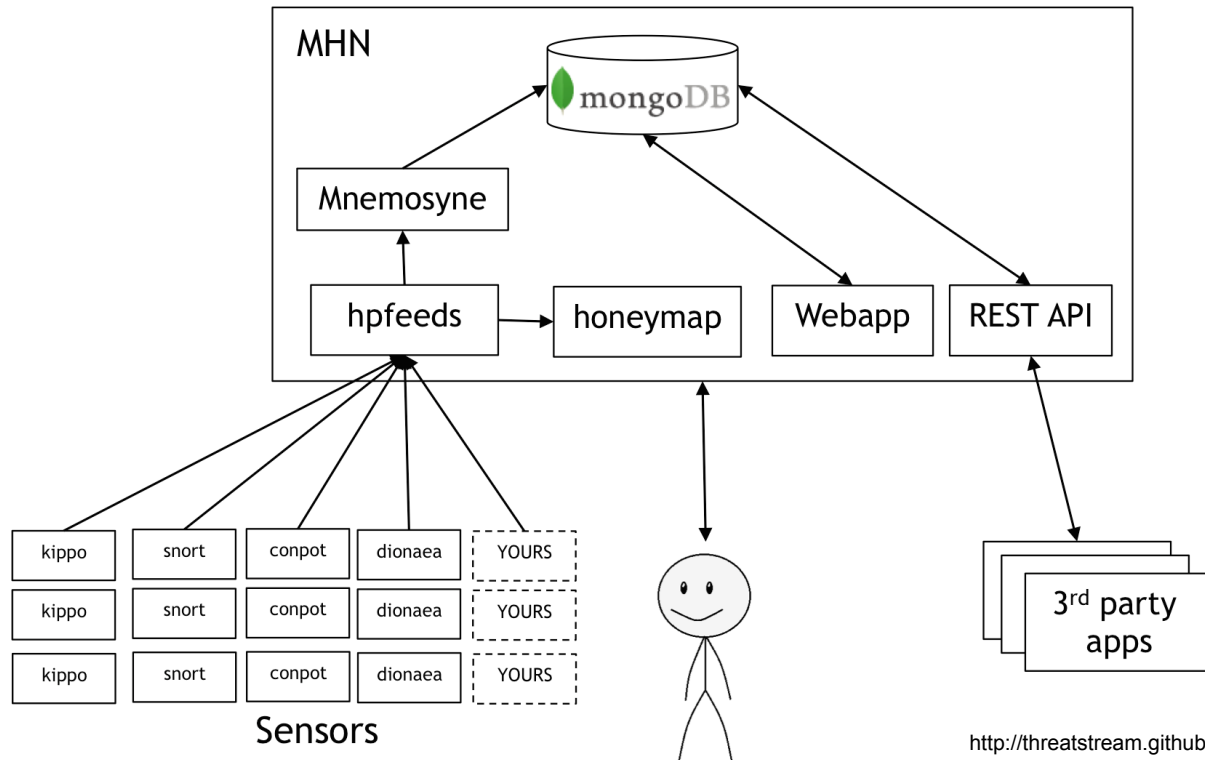 MHN
mongoDB
Mnemosyne
hpfeeds
honeymap
Webapp
REST API
kippo
snort
conpot
dionaea
YOURS
kippo
snort
conpot
dionaea
YOURS
kippo
snort
conpot
dionaea
YOURS
Sensors
3rd party
apps
http://threatstream.github